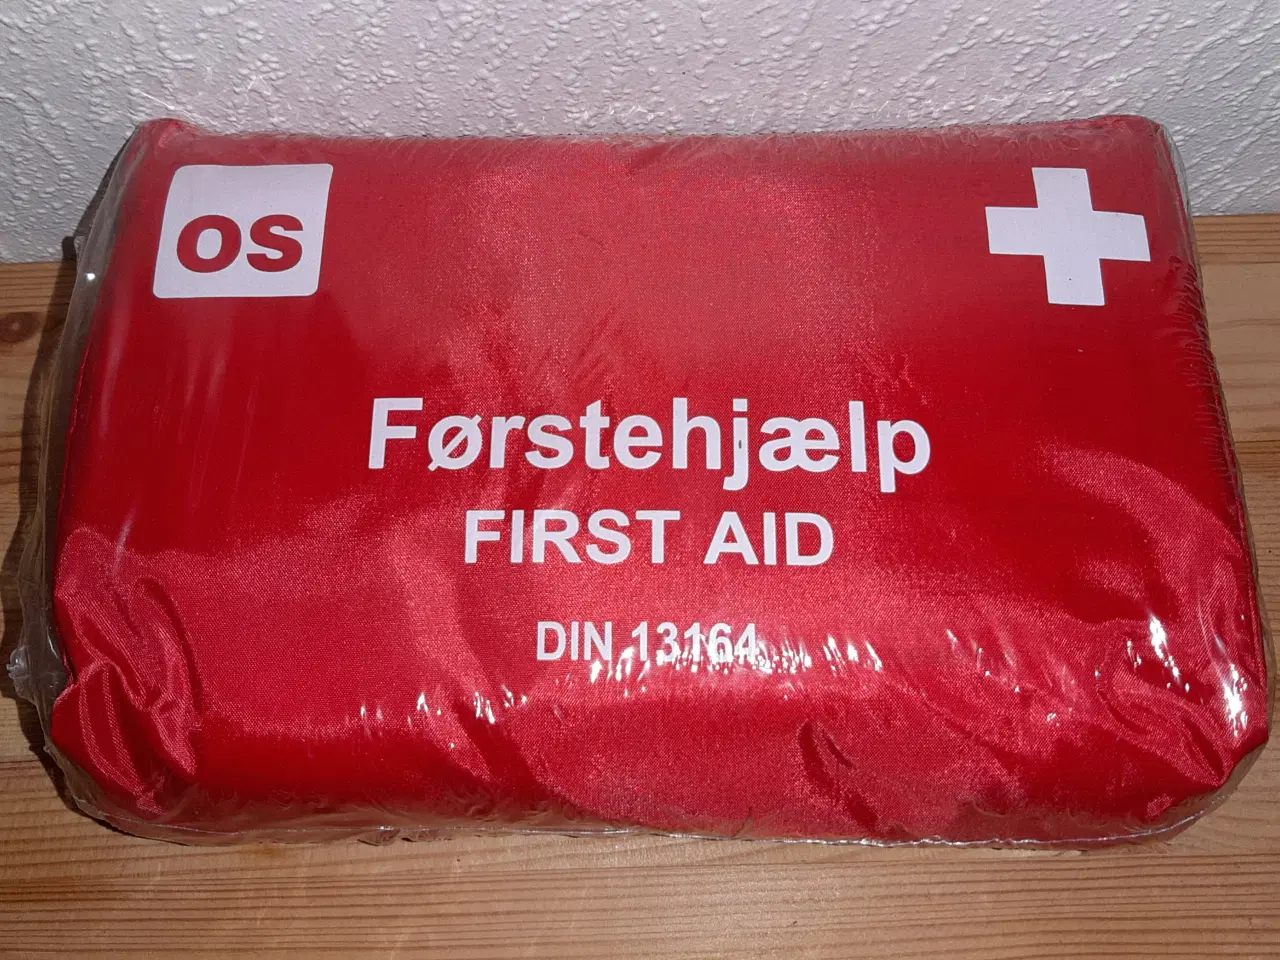 os
Førstehjælp
FIRST AID
DIN 13164